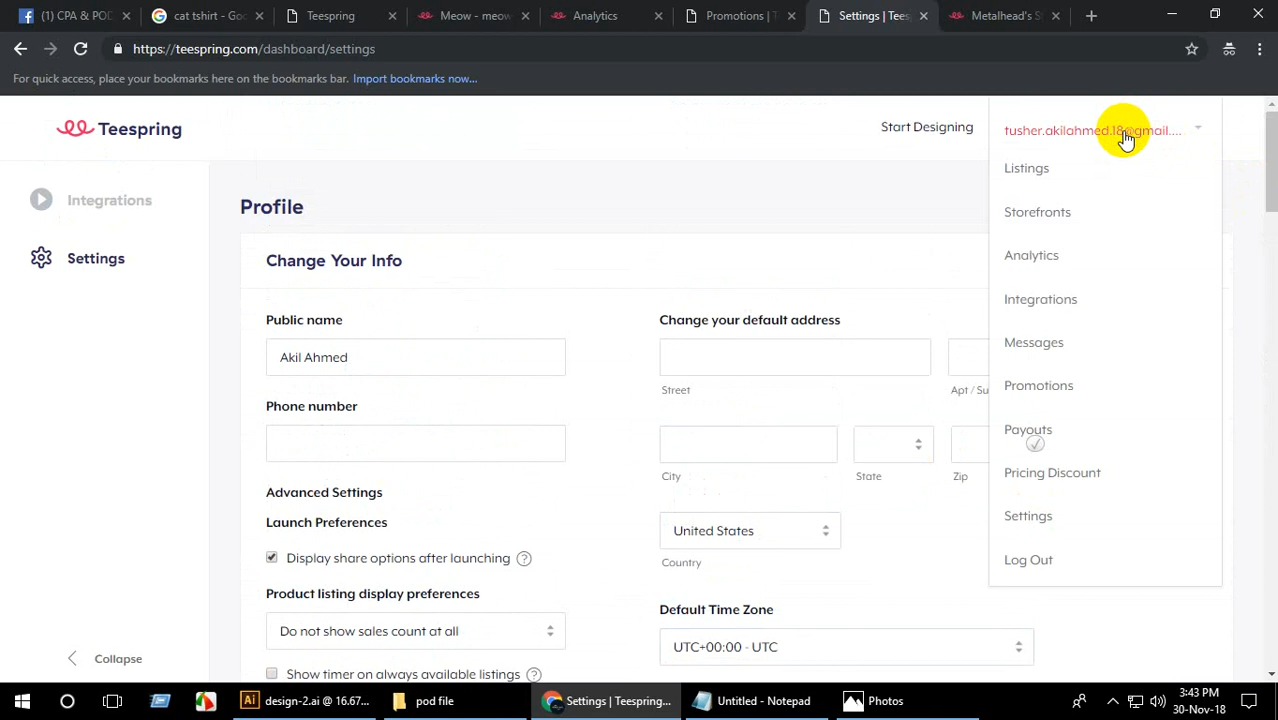 (1) CPA & POD
cat tshirt - Goo
Teespring
Meow - meow
Analytics
Promotions | T
Settings | Tees
Metalhead's S
https://teespring.com/dashboard/settings
For quick access, place your bookmarks here on the bookmarks bar. Import bookmarks now...
Teespring
Start Designing
tusher.akilahmed.18@gmail....
Listings
Storefronts
Analytics
Integrations
Messages
Promotions
Payouts
Pricing Discount
Settings
Log Out
Integrations
Settings
Collapse
Profile
Change Your Info
Public name
Akil Ahmed
Phone number
Advanced Settings
Launch Preferences
Display share options after launching ?
Product listing display preferences
Do not show sales count at all
Show timer on always available listings ?
Change your default address
Street
Apt / Su
City
State
Zip
United States
Country
Default Time Zone
UTC+00:00 - UTC
Ai
design-2.ai @ 16.67...
pod file
Settings | Teespring...
Untitled - Notepad
Photos
3:43 PM
30-Nov-18